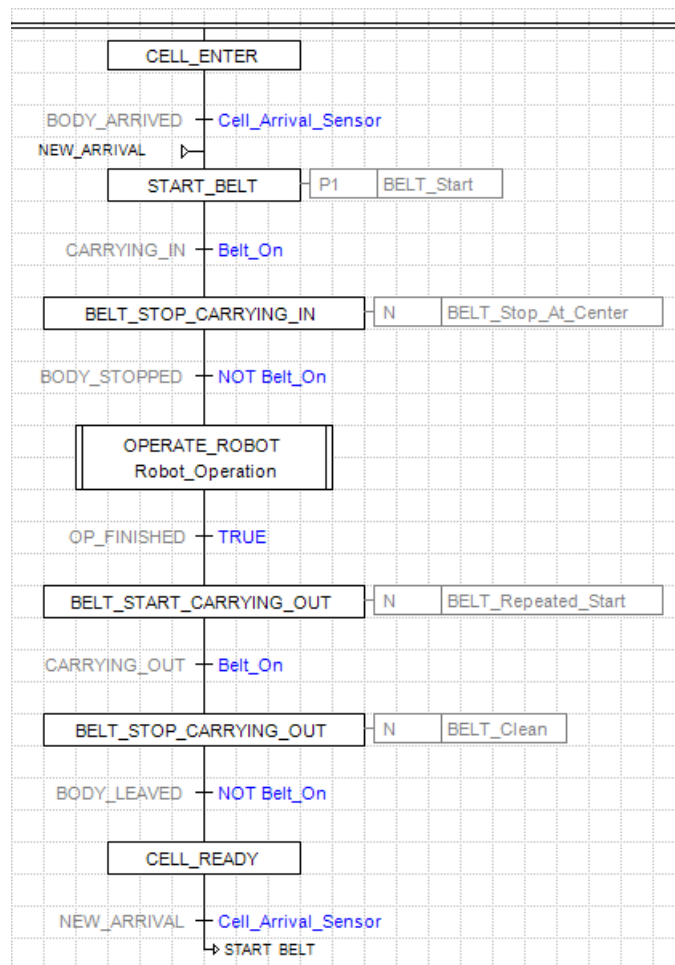 CELL_ENTER
BODY_ARRIVED Cell_Arrival_Sensor
NEW_ARRIVAL
START_BELT P1 BELT_Start
CARRYING_IN Belt_On
BELT_STOP_CARRYING_IN N BELT_Stop_At_Center
BODY_STOPPED NOT Belt_On
OPERATE_ROBOT
Robot_Operation
OP_FINISHED TRUE
BELT_START_CARRYING_OUT N BELT_Repeated_Start
CARRYING_OUT Belt_On
BELT_STOP_CARRYING_OUT N BELT_Clean
BODY_LEAVED NOT Belt_On
CELL_READY
NEW_ARRIVAL Cell_Arrival_Sensor
START BELT